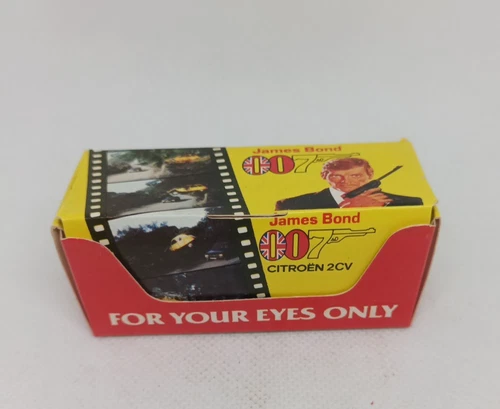 James Bond
007
James Bond
007
CITROËN 2CV
FOR YOUR EYES ONLY